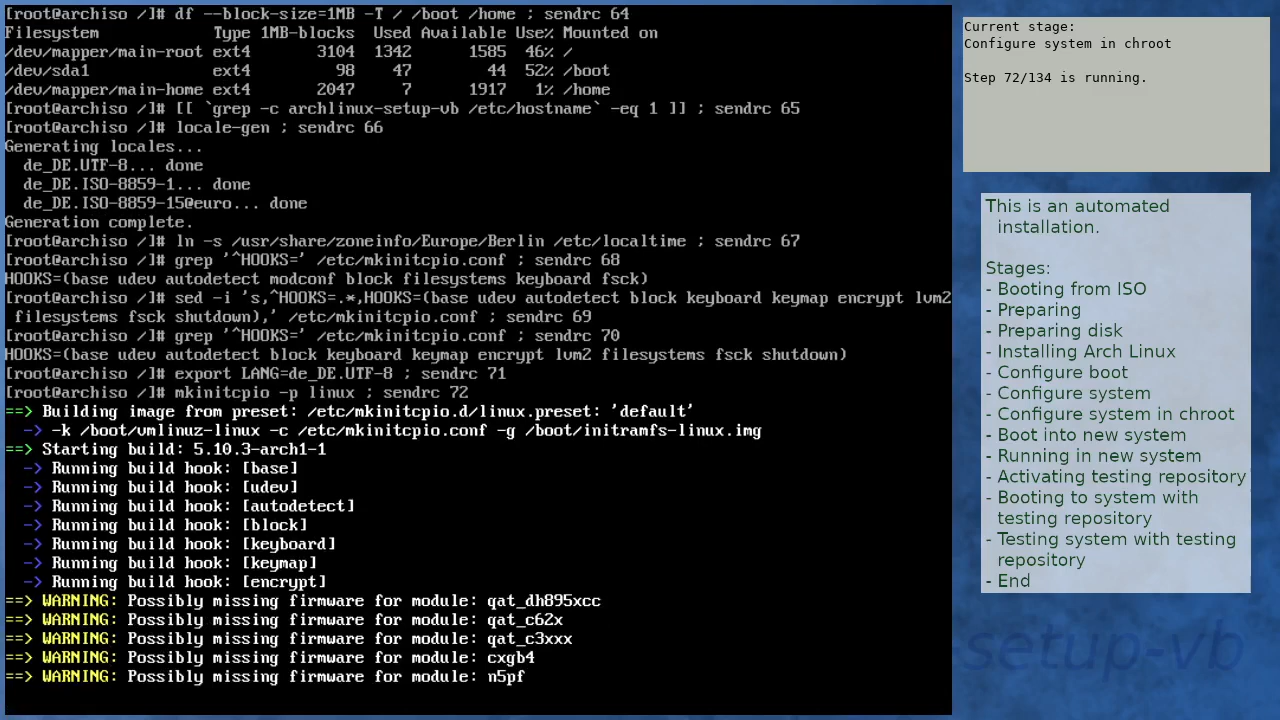 [root@archiso /]# df --block-size=1MB -T / /boot /home ; sendrc 64
Filesystem            Type 1MB-blocks  Used Available Use% Mounted on
/dev/mapper/main-root ext4       3104  1342      1585  46% /
/dev/sda1             ext4         98    47        44  52% /boot
/dev/mapper/main-home ext4       2047     7      1917   1% /home
[root@archiso /]# [[ `grep -c archlinux-setup-vb /etc/hostname` -eq 1 ]] ; sendrc 65
[root@archiso /]# locale-gen ; sendrc 66
Generating locales...
  de_DE.UTF-8... done
  de_DE.ISO-8859-1... done
  de_DE.ISO-8859-15@euro... done
Generation complete.
[root@archiso /]# ln -s /usr/share/zoneinfo/Europe/Berlin /etc/localtime ; sendrc 67
[root@archiso /]# grep '^HOOKS=' /etc/mkinitcpio.conf ; sendrc 68
HOOKS=(base udev autodetect modconf block filesystems keyboard fsck)
[root@archiso /]# sed -i 's,^HOOKS=.*,HOOKS=(base udev autodetect block keyboard keymap encrypt lvm2
 filesystems fsck shutdown),' /etc/mkinitcpio.conf ; sendrc 69
[root@archiso /]# grep '^HOOKS=' /etc/mkinitcpio.conf ; sendrc 70
HOOKS=(base udev autodetect block keyboard keymap encrypt lvm2 filesystems fsck shutdown)
[root@archiso /]# export LANG=de_DE.UTF-8 ; sendrc 71
[root@archiso /]# mkinitcpio -p linux ; sendrc 72
==> Building image from preset: /etc/mkinitcpio.d/linux.preset: 'default'
  -> -k /boot/vmlinuz-linux -c /etc/mkinitcpio.conf -g /boot/initramfs-linux.img
==> Starting build: 5.10.3-arch1-1
  -> Running build hook: [base]
  -> Running build hook: [udev]
  -> Running build hook: [autodetect]
  -> Running build hook: [block]
  -> Running build hook: [keyboard]
  -> Running build hook: [keymap]
  -> Running build hook: [encrypt]
==> WARNING: Possibly missing firmware for module: qat_dh895xcc
==> WARNING: Possibly missing firmware for module: qat_c62x
==> WARNING: Possibly missing firmware for module: qat_c3xxx
==> WARNING: Possibly missing firmware for module: cxgb4
==> WARNING: Possibly missing firmware for module: n5pf
Current stage:
Configure system in chroot
Step 72/134 is running.
This is an automated
installation.
Stages:
- Booting from ISO
- Preparing
- Preparing disk
- Installing Arch Linux
- Configure boot
- Configure system
- Configure system in chroot
- Boot into new system
- Running in new system
- Activating testing repository
- Booting to system with
testing repository
- Testing system with testing
repository
- End
setup-vb